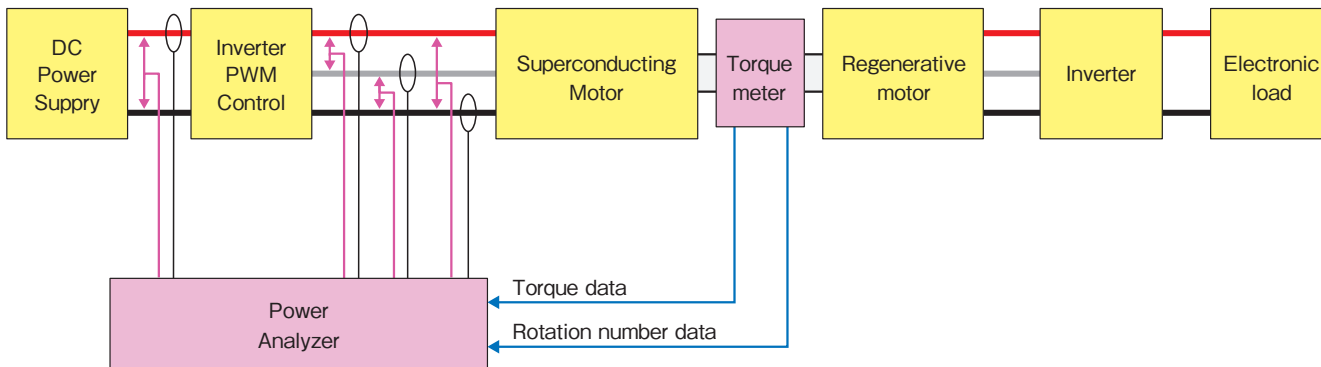 DC
Power
Suppry
Inverter
PWM
Control
Superconducting
Motor
Torque
meter
Regenerative
motor
Inverter
Electronic
load
Torque data
Rotation number data
Power
Analyzer